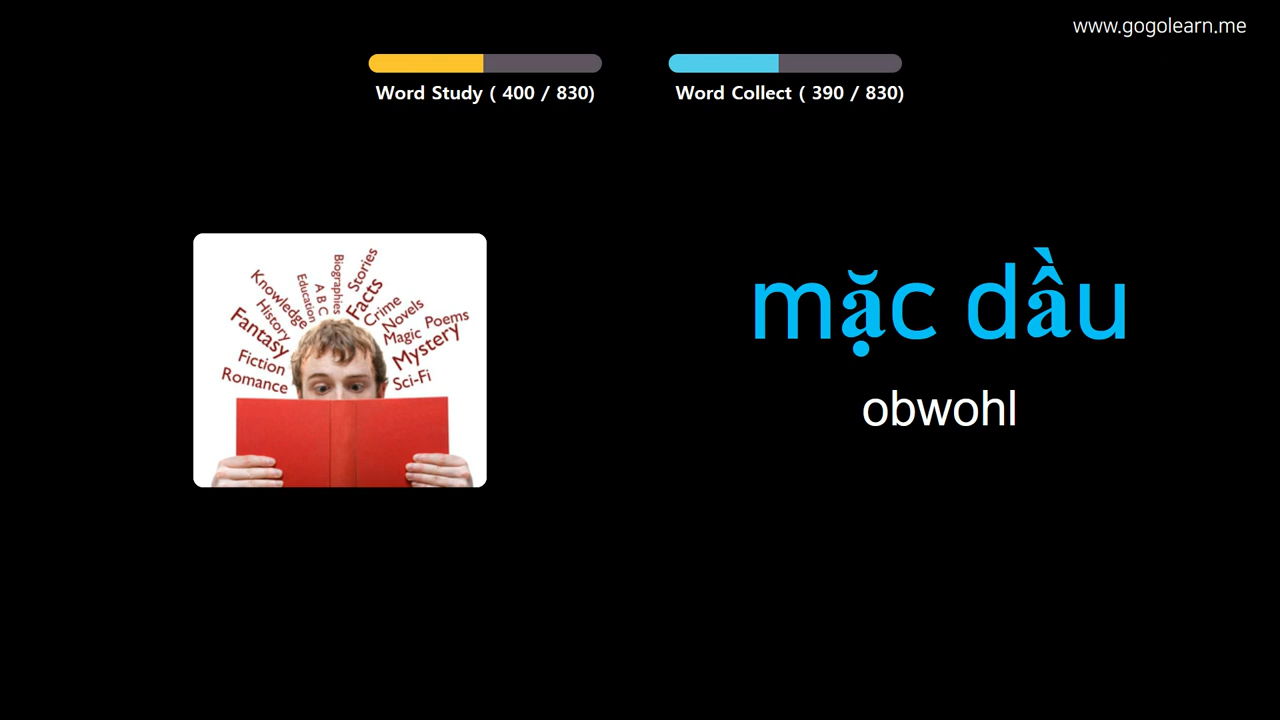 www.gogolearn.me
Word Study ( 400 / 830)
Word Collect ( 390 / 830)
Biographies
Stories
Knowledge
Education
A B C
Facts
History
Crime
Novels
Fantasy
Magic
Poems
Mystery
Fiction
Romance
Sci-Fi
mặc dầu
obwohl